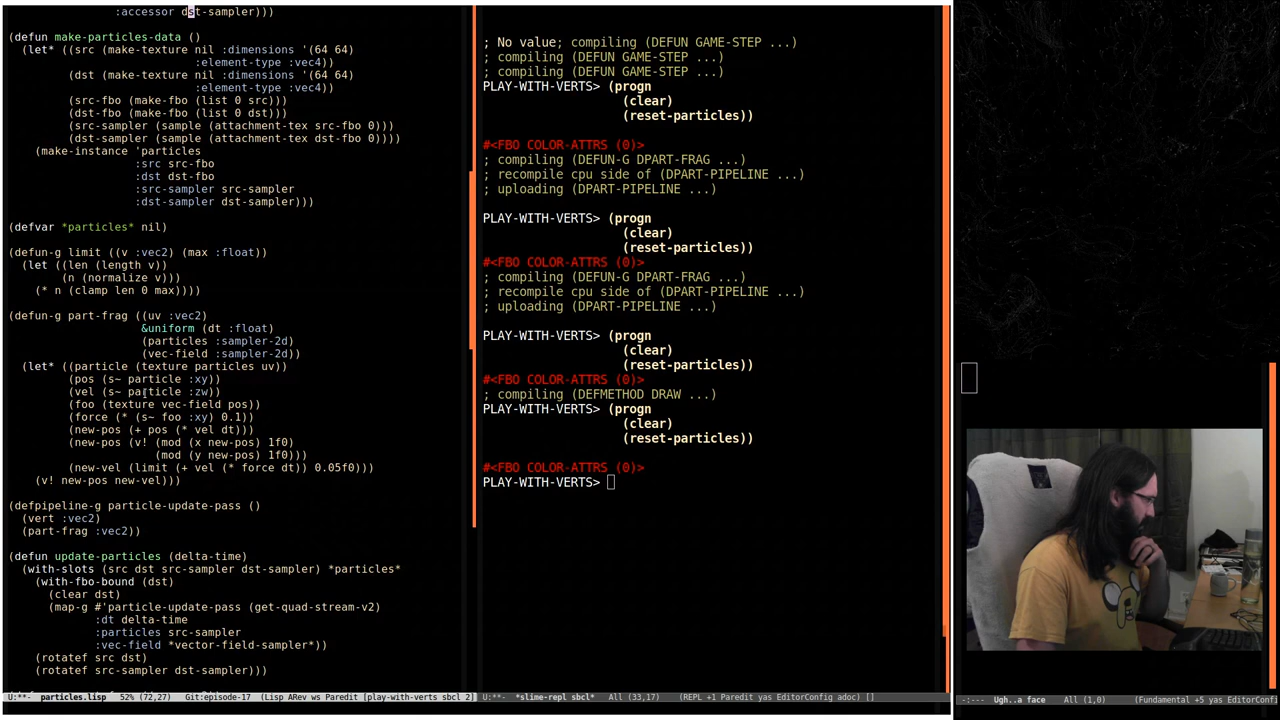 :accessor dst-sampler)))
(defun make-particles-data ()
(let* ((src (make-texture nil :dimensions '(64 64)
:element-type :vec4))
(dst (make-texture nil :dimensions '(64 64)
:element-type :vec4))
(src-fbo (make-fbo (list 0 src)))
(dst-fbo (make-fbo (list 0 dst)))
(src-sampler (sample (attachment-tex src-fbo 0)))
(dst-sampler (sample (attachment-tex dst-fbo 0))))
(make-instance 'particles
:src src-fbo
:dst dst-fbo
:src-sampler src-sampler
:dst-sampler dst-sampler)))
(defvar *particles* nil)
(defun-g limit ((v :vec2) (max :float))
(let ((len (length v))
(n (normalize v)))
(* n (clamp len 0 max))))
(defun-g part-frag ((uv :vec2)
&uniform (dt :float)
(particles :sampler-2d)
(vec-field :sampler-2d))
(let* ((particle (texture particles uv))
(pos (s~ particle :xy))
(vel (s~ particle :zw))
(foo (texture vec-field pos))
(force (* (s~ foo :xy) 0.1))
(new-pos (+ pos (* vel dt)))
(new-pos (v! (mod (x new-pos) 1f0)
(mod (y new-pos) 1f0)))
(new-vel (limit (+ vel (* force dt)) 0.05f0)))
(v! new-pos new-vel)))
(defpipeline-g particle-update-pass ()
(vert :vec2)
(part-frag :vec2))
(defun update-particles (delta-time)
(with-slots (src dst src-sampler dst-sampler) *particles*
(with-fbo-bound (dst)
(clear dst)
(map-g #'particle-update-pass (get-quad-stream-v2)
:dt delta-time
:particles src-sampler
:vec-field *vector-field-sampler*))
(rotatef src dst)
(rotatef src-sampler dst-sampler)))
U:**- particles.lisp 52% (72,27) Git:episode-17 (Lisp ARev ws Paredit [play-with-verts sbcl 2]
; No value; compiling (DEFUN GAME-STEP ...)
; compiling (DEFUN GAME-STEP ...)
; compiling (DEFUN GAME-STEP ...)
PLAY-WITH-VERTS> (progn
(clear)
(reset-particles))
#<FBO COLOR-ATTRS (0)>
; compiling (DEFUN-G DPART-FRAG ...)
; recompile cpu side of (DPART-PIPELINE ...)
; uploading (DPART-PIPELINE ...)
PLAY-WITH-VERTS> (progn
(clear)
(reset-particles))
#<FBO COLOR-ATTRS (0)>
; compiling (DEFUN-G DPART-FRAG ...)
; recompile cpu side of (DPART-PIPELINE ...)
; uploading (DPART-PIPELINE ...)
PLAY-WITH-VERTS> (progn
(clear)
(reset-particles))
#<FBO COLOR-ATTRS (0)>
; compiling (DEFMETHOD DRAW ...)
PLAY-WITH-VERTS> (progn
(clear)
(reset-particles))
#<FBO COLOR-ATTRS (0)>
PLAY-WITH-VERTS>
U:**- *slime-repl sbcl* All (33,17) (REPL +1 Paredit yas EditorConfig adoc) []
-:--- Ugh..a face All (1,0) (Fundamental +5 yas EditorConfi